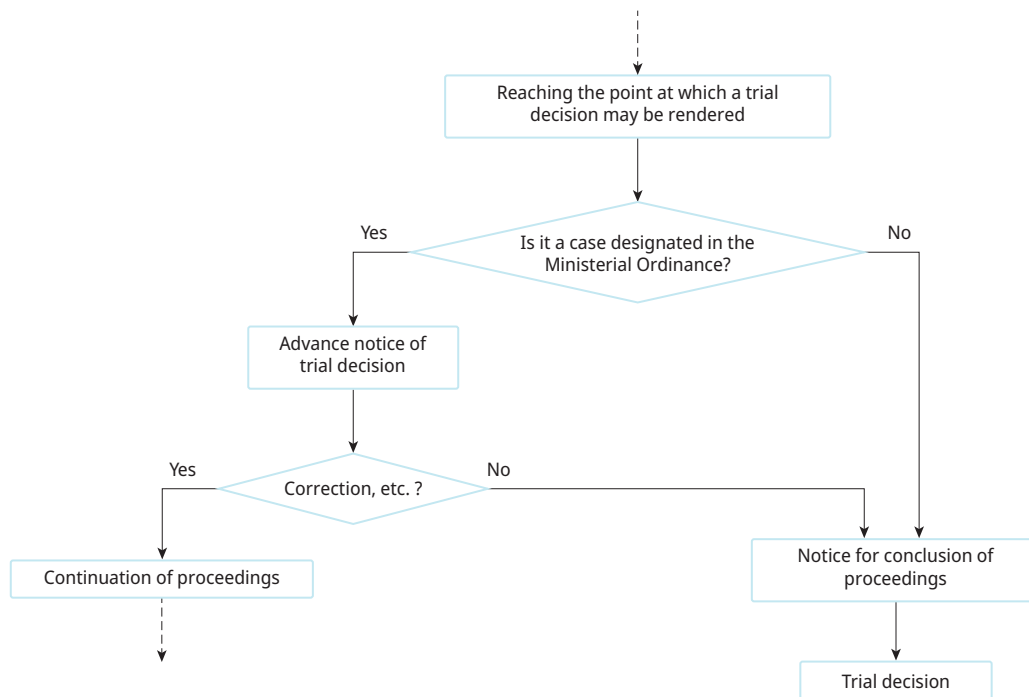 Reaching the point at which a trial
decision may be rendered
Yes
Is it a case designated in the
Ministerial Ordinance?
No
Advance notice of
trial decision
Yes
Correction, etc. ?
No
Continuation of proceedings
Notice for conclusion of
proceedings
Trial decision